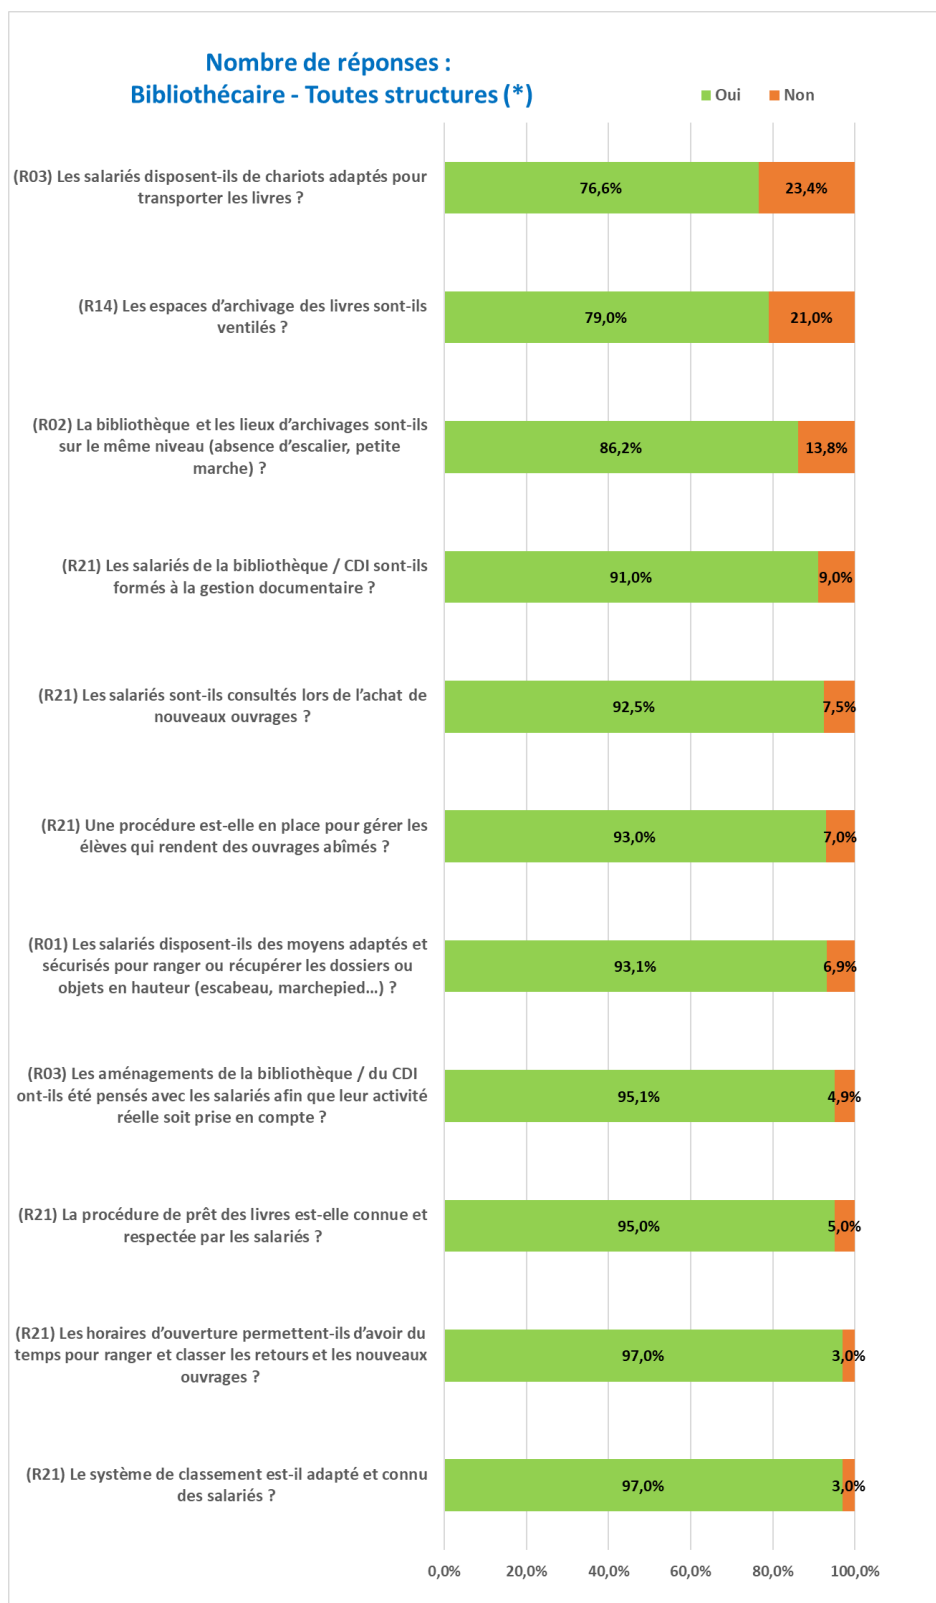 Nombre de réponses :
Bibliothécaire - Toutes structures (*)
Oui
Non
(R03) Les salariés disposent-ils de chariots adaptés pour
transporter les livres ?
76,6%
23,4%
(R14) Les espaces d’archivage des livres sont-ils
ventilés ?
79,0%
21,0%
(R02) La bibliothèque et les lieux d’archivages sont-ils
sur le même niveau (absence d’escalier, petite
marche) ?
86,2%
13,8%
(R21) Les salariés de la bibliothèque / CDI sont-ils
formés à la gestion documentaire ?
91,0%
9,0%
(R21) Les salariés sont-ils consultés lors de l’achat de
nouveaux ouvrages ?
92,5%
7,5%
(R21) Une procédure est-elle en place pour gérer les
élèves qui rendent des ouvrages abîmés ?
93,0%
7,0%
(R01) Les salariés disposent-ils des moyens adaptés et
sécurisés pour ranger ou récupérer les dossiers ou
objets en hauteur (escabeau, marchepied…) ?
93,1%
6,9%
(R03) Les aménagements de la bibliothèque / du CDI
ont-ils été pensés avec les salariés afin que leur activité
réelle soit prise en compte ?
95,1%
4,9%
(R21) La procédure de prêt des livres est-elle connue et
respectée par les salariés ?
95,0%
5,0%
(R21) Les horaires d’ouverture permettent-ils d’avoir du
temps pour ranger et classer les retours et les nouveaux
ouvrages ?
97,0%
3,0%
(R21) Le système de classement est-il adapté et connu
des salariés ?
97,0%
3,0%
0,0% 20,0% 40,0% 60,0% 80,0% 100,0%